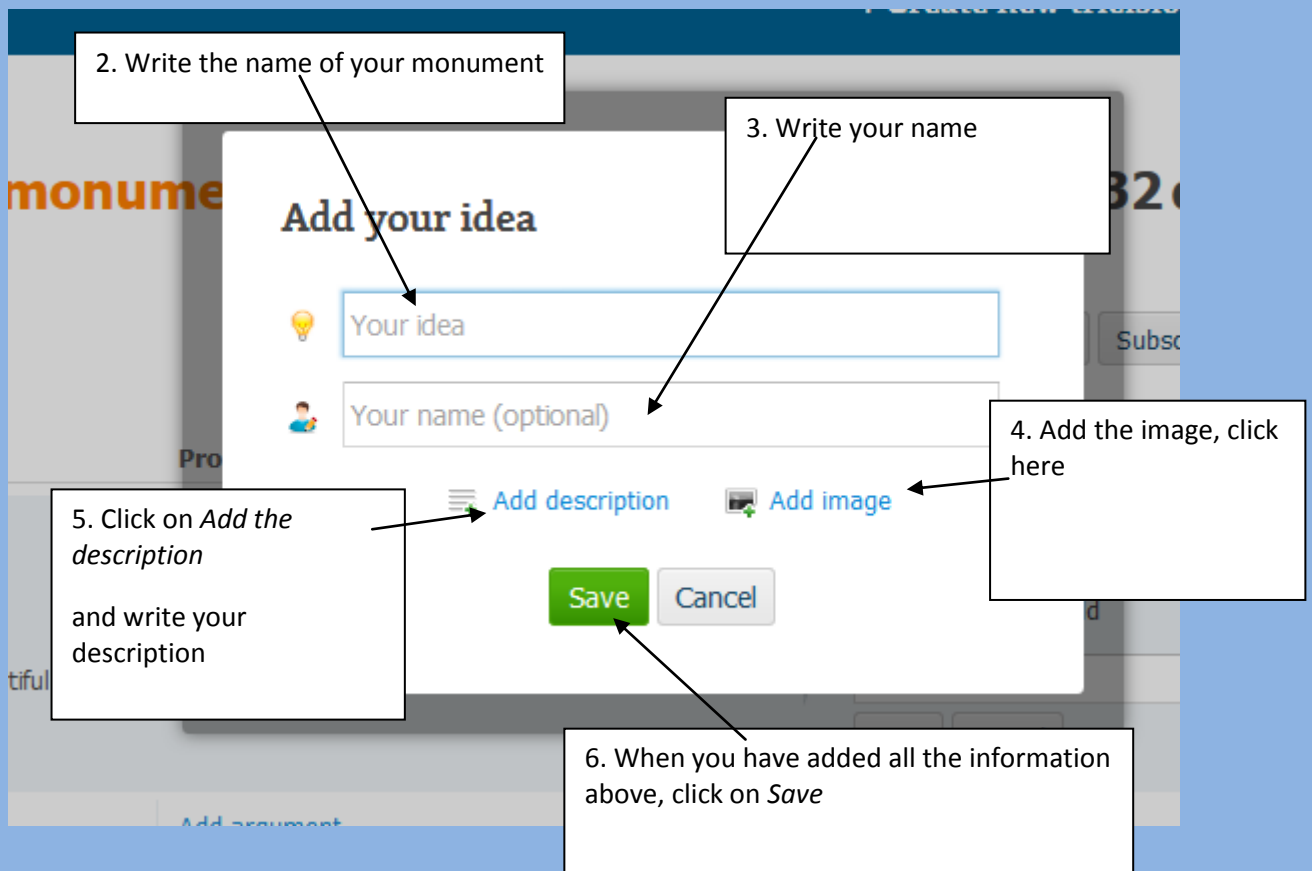 2. Write the name of your monument
3. Write your name
monume
32
Add your idea
Your idea
Subsc
Your name (optional)
4. Add the image, click
here
Pro
Add description
Add image
5. Click on Add the
description
and write your
description
Save
Cancel
d
tiful
6. When you have added all the information
above, click on Save
Add argument